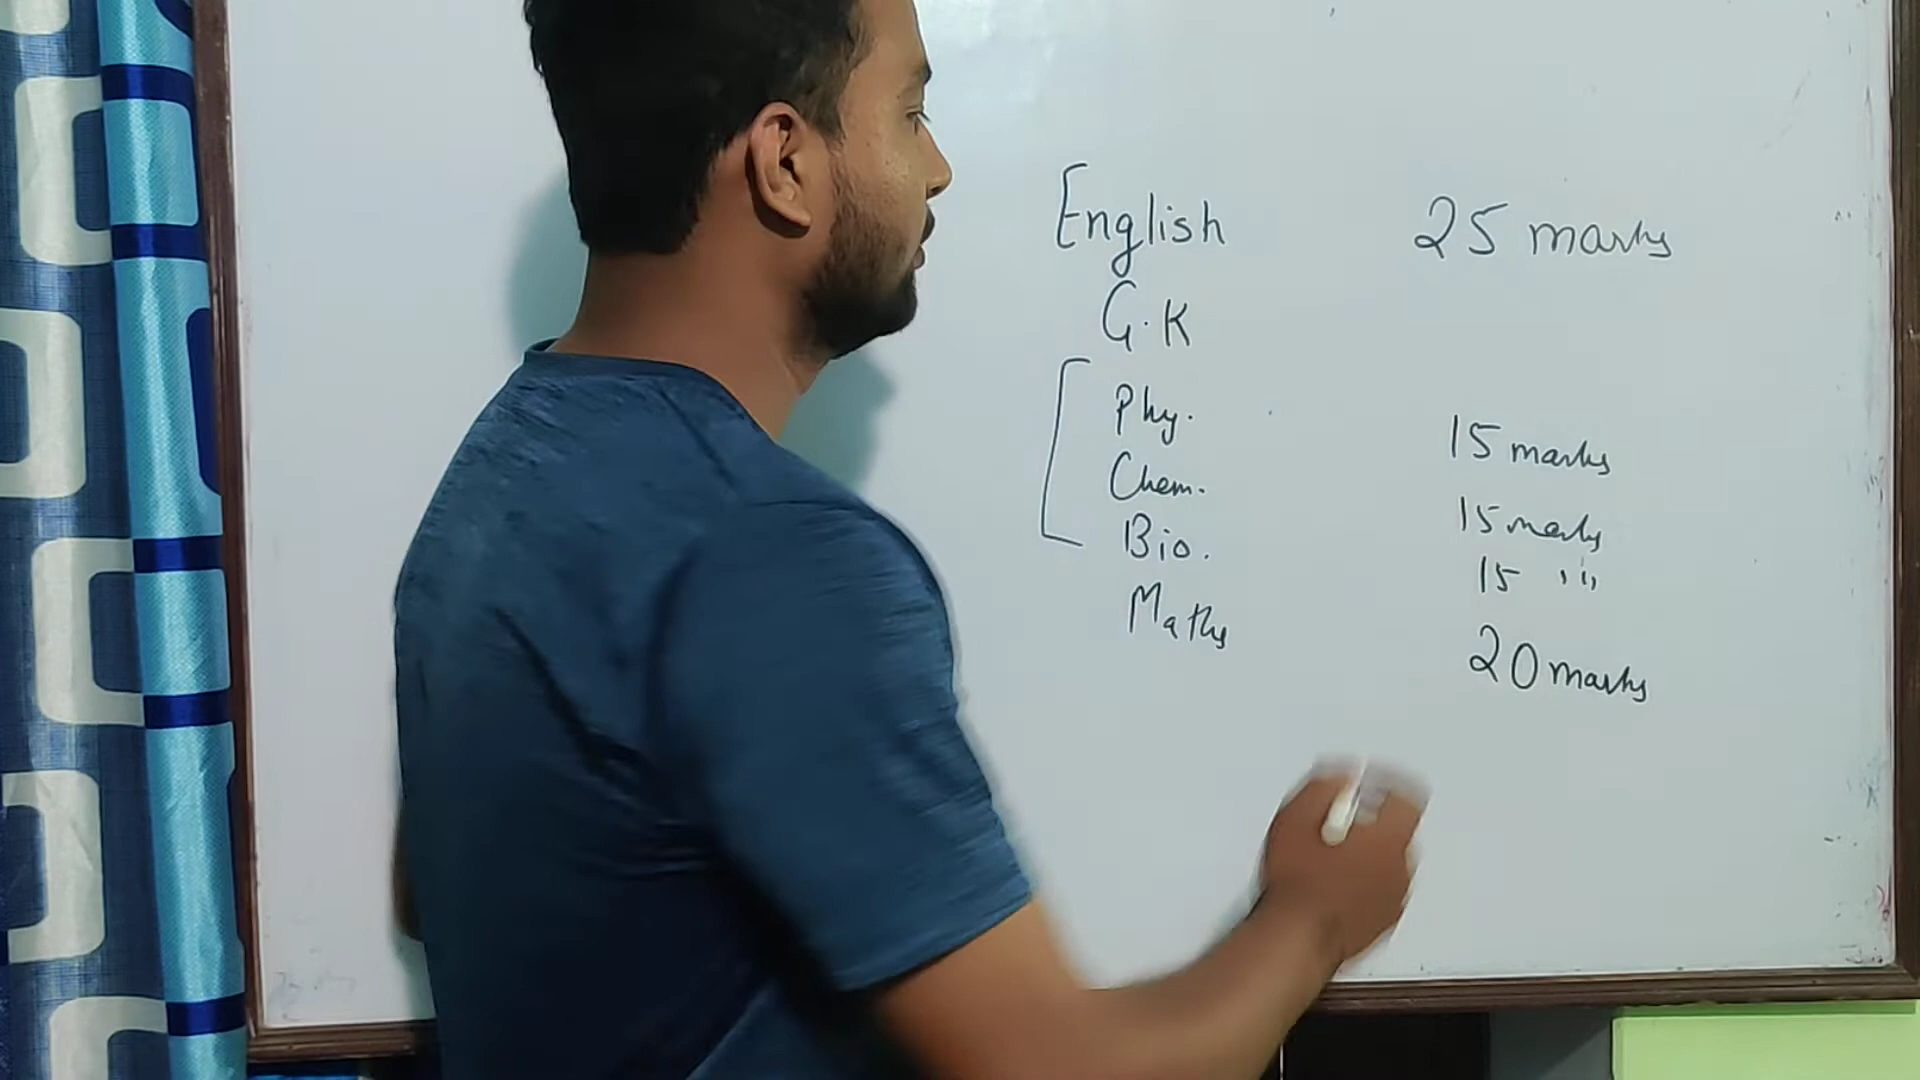 English 25 marks
G.K
Phy. 15 marks
Chem. 15 marks
Bio. 15 " "
Maths 20 marks